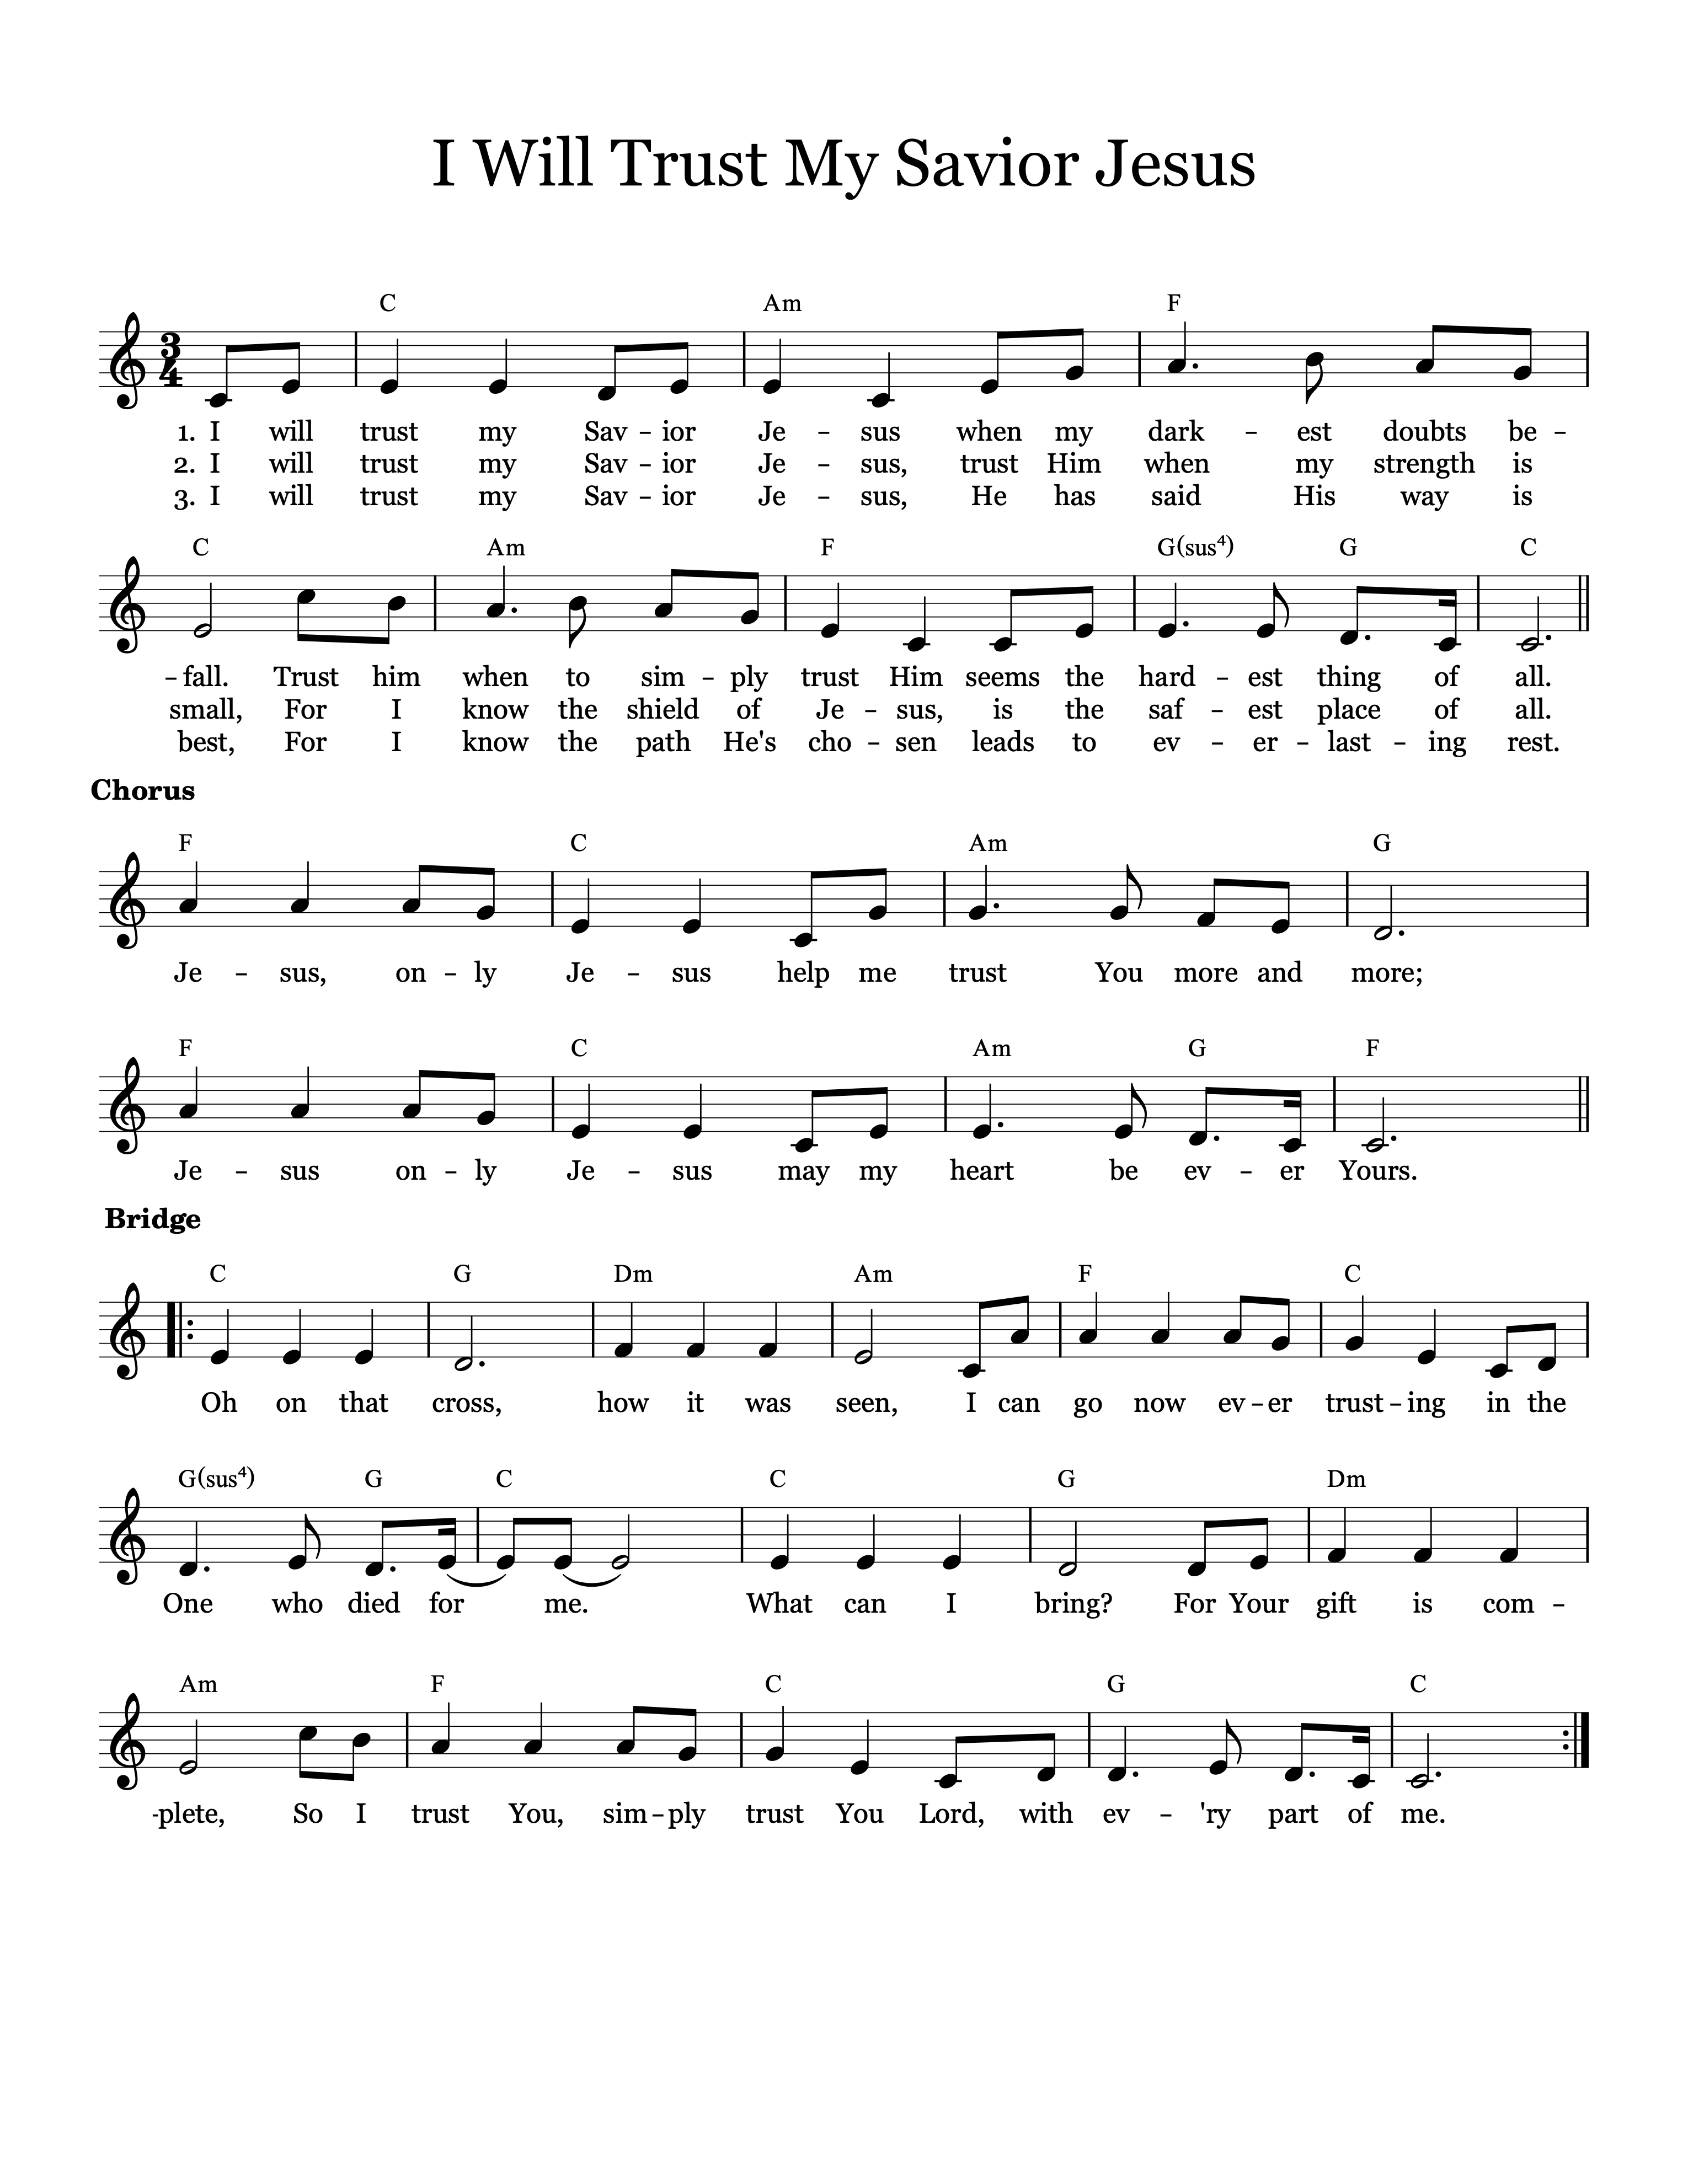 I Will Trust My Savior Jesus
C Am F
3
4
1. I will trust my Sav – ior Je – sus when my dark – est doubts be –
2. I will trust my Sav – ior Je – sus, trust Him when my strength is
3. I will trust my Sav – ior Je – sus, He has said His way is
C Am F G(sus4) G C
– fall. Trust him when to sim – ply trust Him seems the hard – est thing of all.
small, For I know the shield of Je – sus, is the saf – est place of all.
best, For I know the path He's cho – sen leads to ev – er – last – ing rest.
Chorus
F C Am G
Je – sus, on – ly Je – sus help me trust You more and more;
F C Am G F
Je – sus on – ly Je – sus may my heart be ev – er Yours.
Bridge
C G Dm Am F C
Oh on that cross, how it was seen, I can go now ev – er trust – ing in the
G(sus4) G C C G Dm
One who died for me. What can I bring? For Your gift is com –
Am F C G C
-plete, So I trust You, sim – ply trust You Lord, with ev – 'ry part of me.